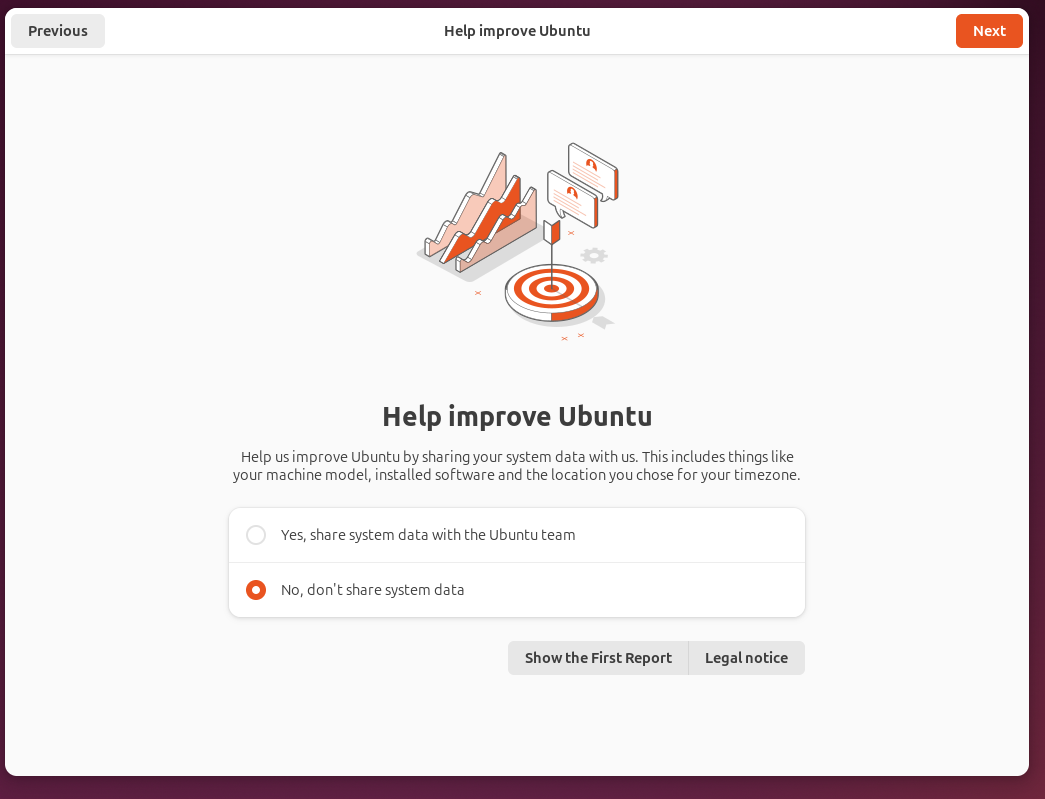 Previous
Help improve Ubuntu
Next
Help improve Ubuntu
Help us improve Ubuntu by sharing your system data with us. This includes things like
your machine model, installed software and the location you chose for your timezone.
Yes, share system data with the Ubuntu team
No, don't share system data
Show the First Report
Legal notice